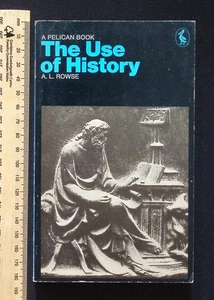 A PELICAN BOOK
The Use
of History
A. L. ROWSE